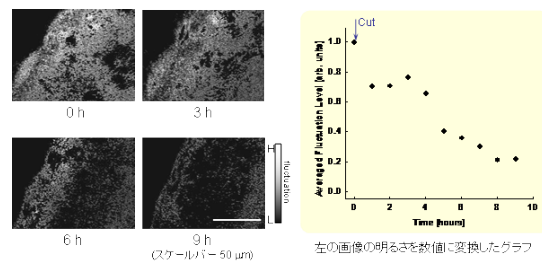 0 h
3 h
6 h
9 h
(スケールバー 50 μm)
H
fluctuation
L
Cut
Averaged Fluctuation Level [arb. units]
1.0
0.8
0.6
0.4
0.2
0.0
0
2
4
6
8
10
Time [hours]
左の画像の明るさを数値に変換したグラフ